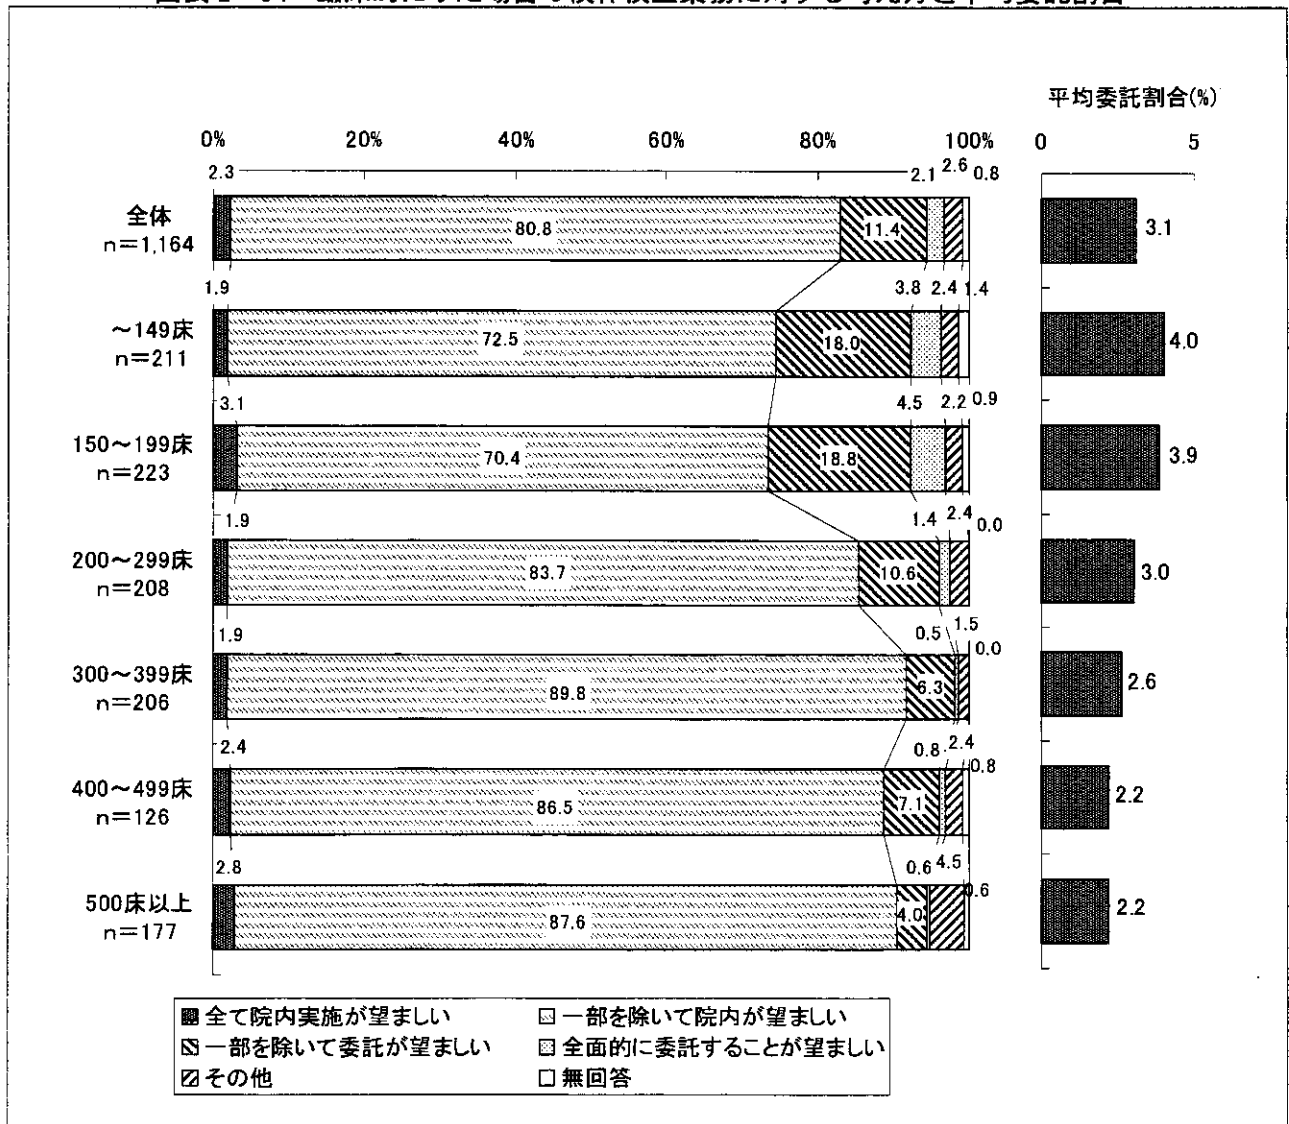 平均委託割合(%)
0% 20% 40% 60% 80% 100% 0 5
2.3 2.1 2.6 0.8
全体
n=1,164
80.8 11.4 3.1
1.9 3.8 2.4 1.4
～149床
n=211
72.5 18.0 4.0
3.1 4.5 2.2 0.9
150～199床
n=223
70.4 18.8 3.9
1.9 1.4 2.4 0.0
200～299床
n=208
83.7 10.6 3.0
1.9 0.5 1.5 0.0
300～399床
n=206
89.8 6.3 2.6
2.4 0.8 2.4 0.8
400～499床
n=126
86.5 7.1 2.2
2.8 0.6 4.5 0.6
500床以上
n=177
87.6 4.0 2.2
全て院内実施が望ましい 一部を除いて院内が望ましい
一部を除いて委託が望ましい 全面的に委託することが望ましい
その他 無回答